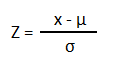 Z = x - μ
σ